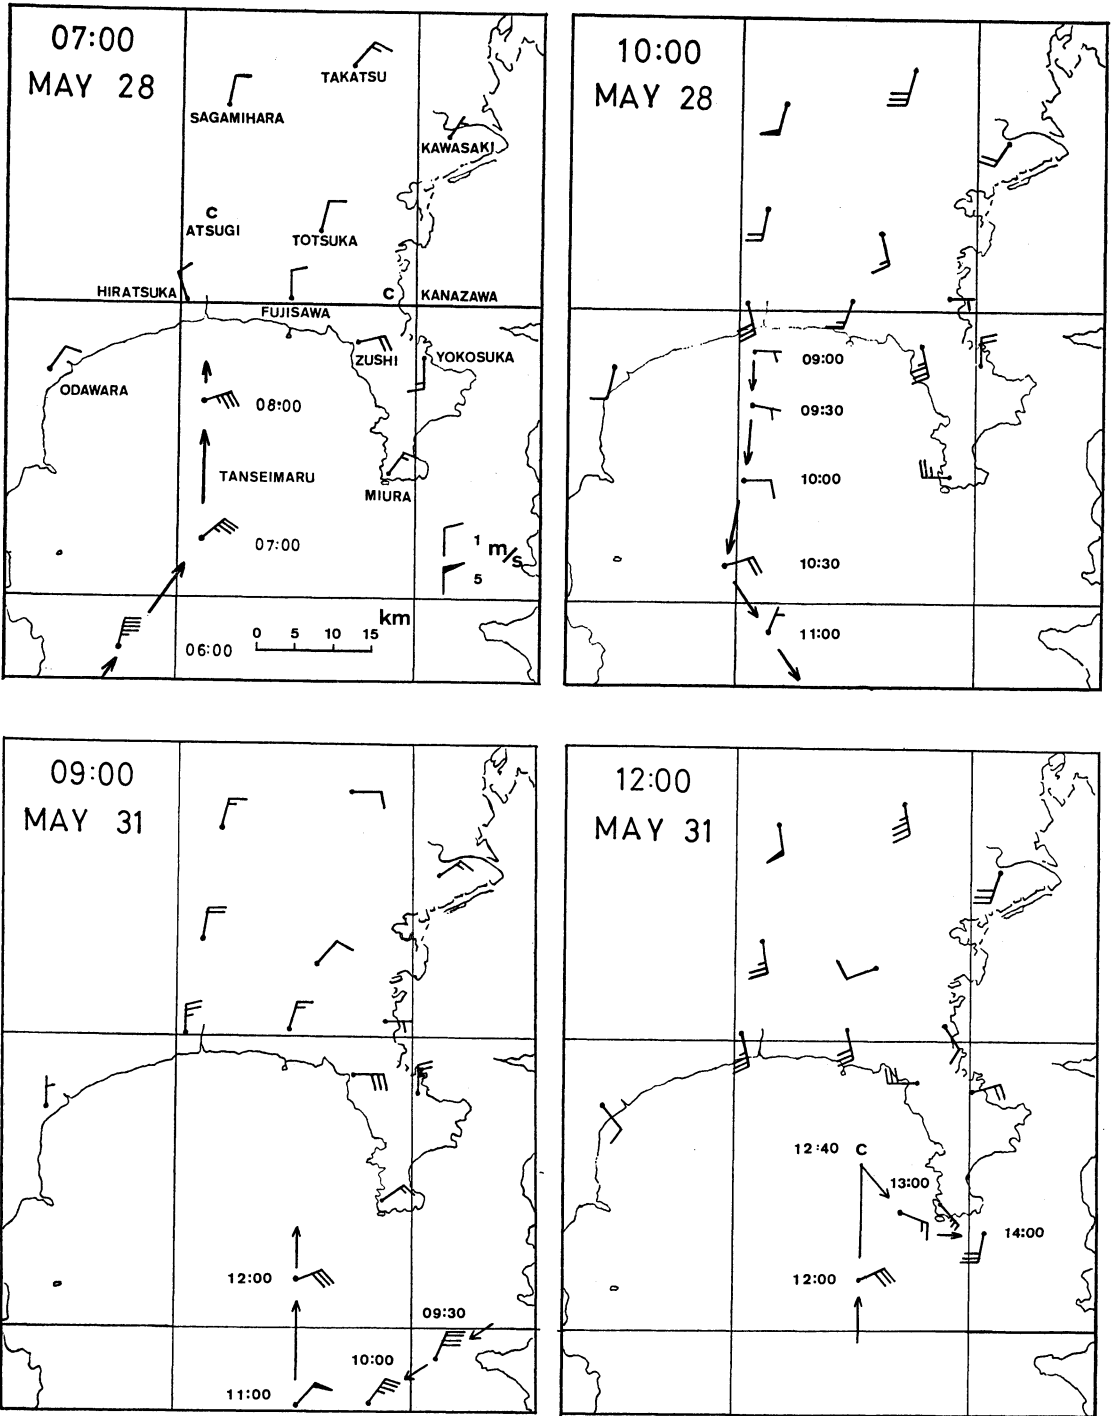 07:00
MAY 28
TAKATSU
SAGAMIHARA
KAWASAKI
C
ATSUGI
TOTSUKA
HIRATSUKA
C
KANAZAWA
FUJISAWA
ZUSHI
YOKOSUKA
ODAWARA
08:00
TANSEIMARU
MIURA
07:00
1 m/s
5
km
0 5 10 15
06:00
10:00
MAY 28
09:00
09:30
10:00
10:30
11:00
09:00
MAY 31
12:00
09:30
10:00
11:00
12:00
MAY 31
12:40 C
13:00
14:00
12:00